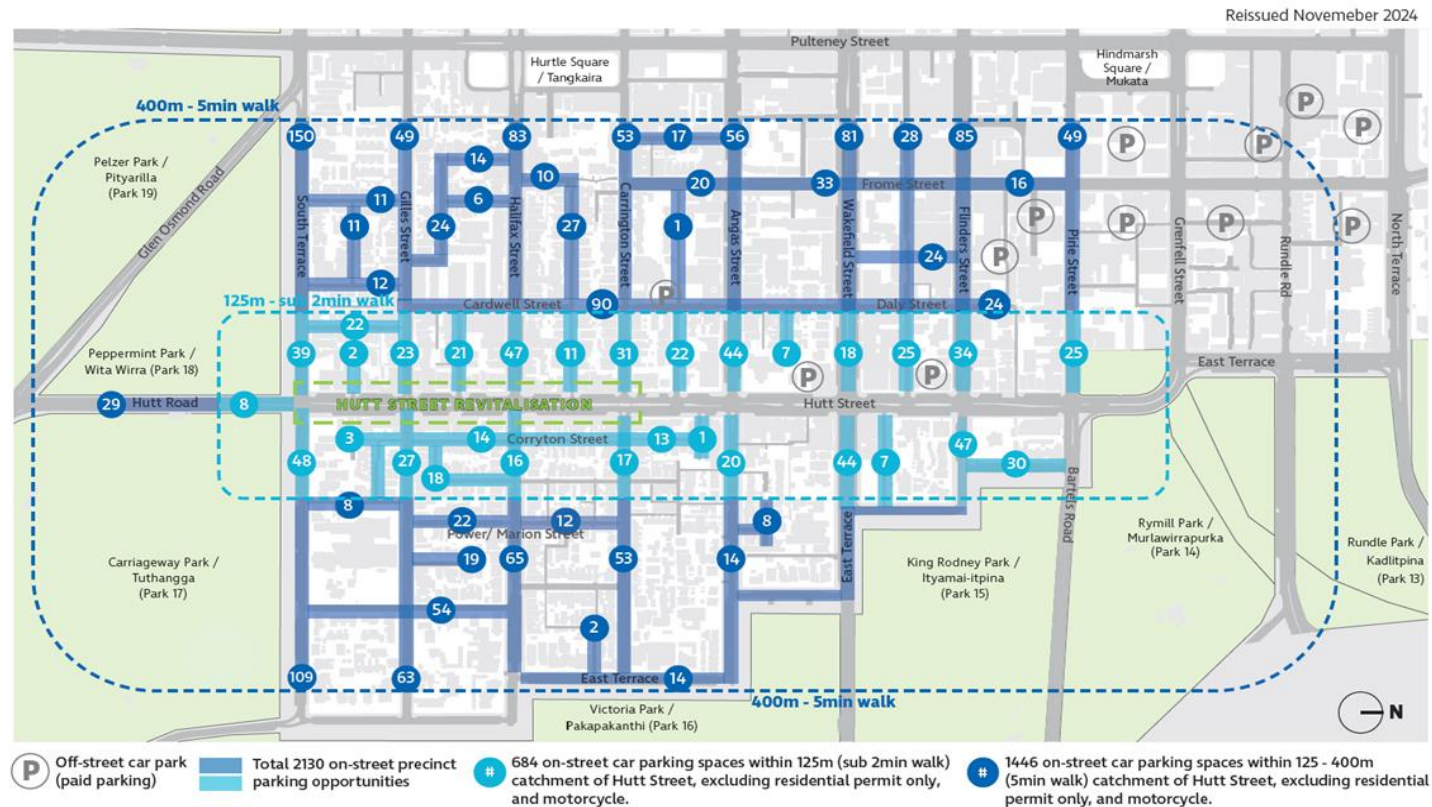 Reissued Novemeber 2024
Pulteney Street
Hurtle Square
/ Tangkaira
Hindmarsh
Square /
Mukata
400m - 5min walk
150
49
83
53
17
56
81
28
85
49
P
P
P
P
Pelzer Park /
Pityarilla
(Park 19)
Glen Osmond Road
14
10
20
33
Frome Street
16
11
6
South Terrace
Gilles Street
Halifax Street
Carrington Street
Angas Street
Wakefield Street
Flinders Street
Pirie Street
Grenfell Street
Rundle Rd
North Terrace
11
24
27
1
P
P
P
P
24
P
12
125m - sub 2min walk
Cardwell Street
90
P
Daly Street
24
22
39
2
23
21
47
11
31
22
44
7
18
25
34
25
Peppermint Park /
Wita Wirra (Park 18)
East Terrace
P
P
29
Hutt Road
8
HUTT STREET REVITALISATION
Hutt Street
3
14
Corryton Street
13
1
47
48
27
18
16
17
20
44
7
30
Bartels Road
8
22
12
8
Power/ Marion Street
East Terrace
Rymill Park /
Murlawirrapurka
(Park 14)
Rundle Park /
Kadlitpina
(Park 13)
Carriageway Park /
Tuthangga
(Park 17)
19
65
53
14
King Rodney Park /
Ityamai-itpina
(Park 15)
54
2
109
63
East Terrace
14
400m - 5min walk
Victoria Park /
Pakapakanthi (Park 16)
N
P
Off-street car park
(paid parking)
Total 2130 on-street precinct
parking opportunities
#
684 on-street car parking spaces within 125m (sub 2min walk)
catchment of Hutt Street, excluding residential permit only,
and motorcycle.
#
1446 on-street car parking spaces within 125 - 400m
(5min walk) catchment of Hutt Street, excluding residential
permit only, and motorcycle.